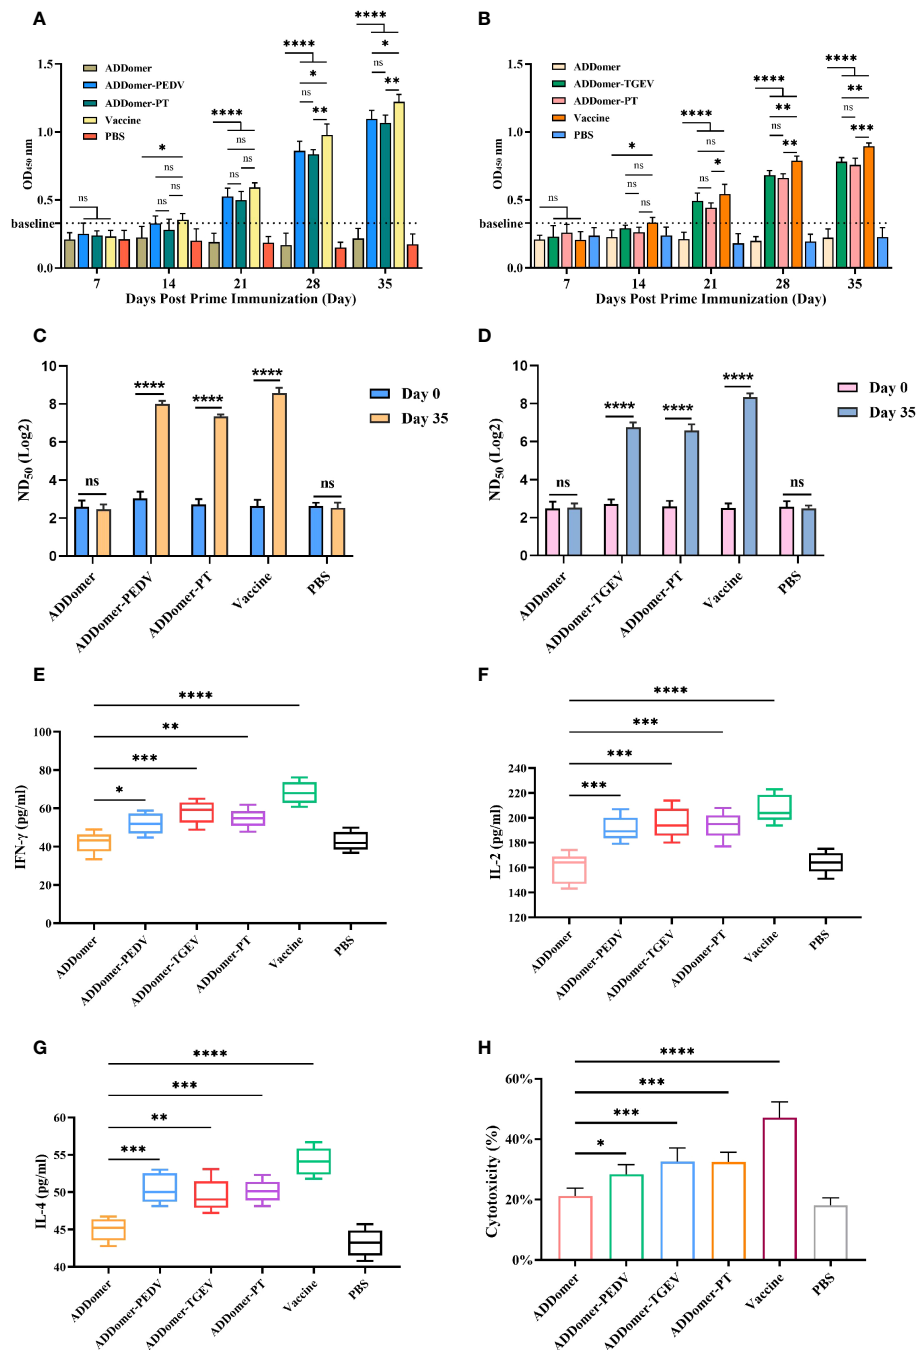 A
ADDomer
ADDomer-PEDV
ADDomer-PT
Vaccine
PBS
OD450 nm
1.5
1.0
0.5
baseline
0.0
ns
*
ns
ns
ns
****
ns
ns
ns
****
*
ns
**
****
*
ns
**
7 14 21 28 35
Days Post Prime Immunization (Day)
B
ADDomer
ADDomer-TGEV
ADDomer-PT
Vaccine
PBS
OD450 nm
1.5
1.0
0.5
baseline
0.0
ns
*
ns
ns
ns
****
ns
ns
*
****
**
ns
**
****
**
ns
***
7 14 21 28 35
Days Post Prime Immunization (Day)
C
ND50 (Log2)
10
8
6
4
2
0
ns
****
****
****
ns
Day 0
Day 35
ADDomer
ADDomer-PEDV
ADDomer-PT
Vaccine
PBS
D
ND50 (Log2)
10
8
6
4
2
0
ns
****
****
****
ns
Day 0
Day 35
ADDomer
ADDomer-TGEV
ADDomer-PT
Vaccine
PBS
E
IFN-γ (pg/ml)
100
80
60
40
20
0
****
**
***
*
ADDomer
ADDomer-PEDV
ADDomer-TGEV
ADDomer-PT
Vaccine
PBS
F
IL-2 (pg/ml)
240
220
200
180
160
140
120
****
***
***
***
ADDomer
ADDomer-PEDV
ADDomer-TGEV
ADDomer-PT
Vaccine
PBS
G
IL-4 (pg/ml)
60
55
50
45
40
****
***
**
***
ADDomer
ADDomer-PEDV
ADDomer-TGEV
ADDomer-PT
Vaccine
PBS
H
Cytotoxicity (%)
60%
40%
20%
0%
****
***
***
*
ADDomer
ADDomer-PEDV
ADDomer-TGEV
ADDomer-PT
Vaccine
PBS